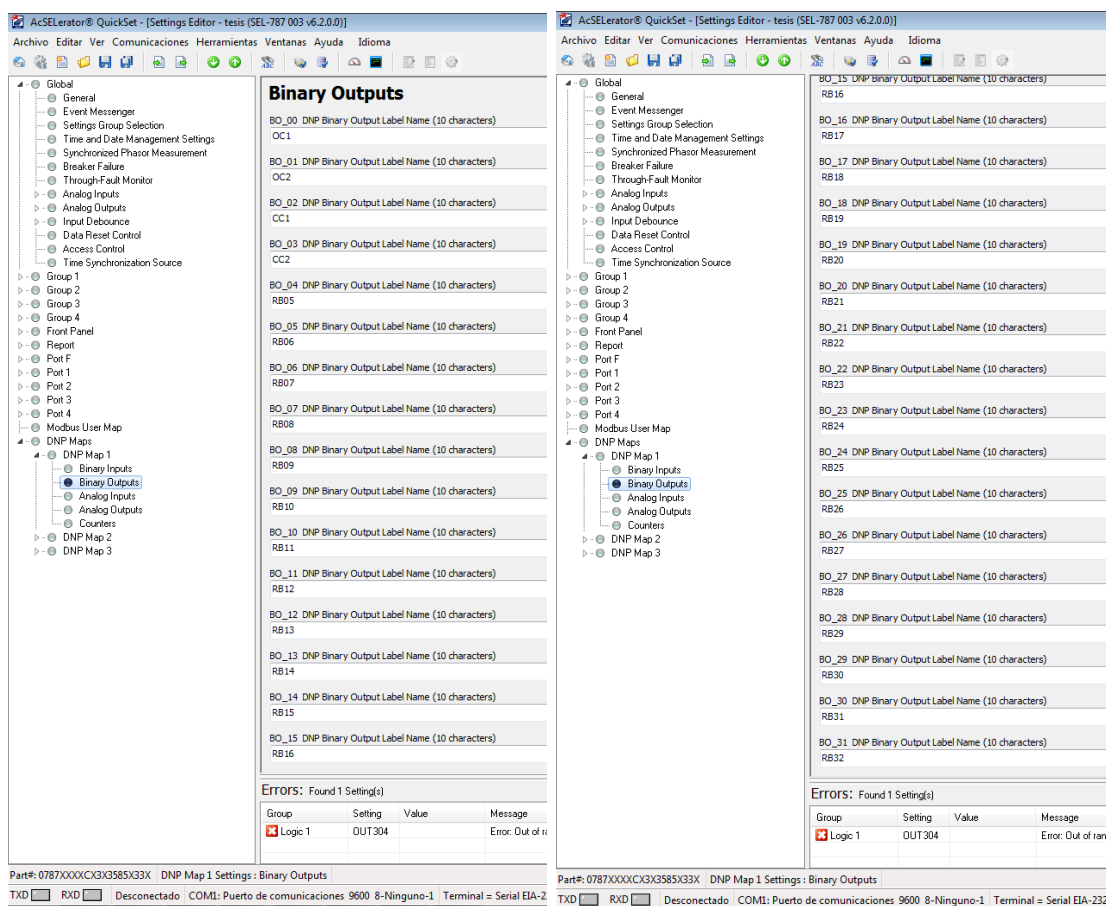 AcSELerator® QuickSet - [Settings Editor - tesis (SEL-787 003 v6.2.0.0)]
Archivo Editar Ver Comunicaciones Herramientas Ventanas Ayuda Idioma
Global
General
Event Messenger
Settings Group Selection
Time and Date Management Settings
Synchronized Phasor Measurement
Breaker Failure
Through-Fault Monitor
Analog Inputs
Analog Outputs
Input Debounce
Data Reset Control
Access Control
Time Synchronization Source
Group 1
Group 2
Group 3
Group 4
Front Panel
Report
Port F
Port 1
Port 2
Port 3
Port 4
Modbus User Map
DNP Maps
DNP Map 1
Binary Inputs
Binary Outputs
Analog Inputs
Analog Outputs
Counters
DNP Map 2
DNP Map 3
Binary Outputs
BO_00 DNP Binary Output Label Name (10 characters)
OC1
BO_01 DNP Binary Output Label Name (10 characters)
OC2
BO_02 DNP Binary Output Label Name (10 characters)
CC1
BO_03 DNP Binary Output Label Name (10 characters)
CC2
BO_04 DNP Binary Output Label Name (10 characters)
RB05
BO_05 DNP Binary Output Label Name (10 characters)
RB06
BO_06 DNP Binary Output Label Name (10 characters)
RB07
BO_07 DNP Binary Output Label Name (10 characters)
RB08
BO_08 DNP Binary Output Label Name (10 characters)
RB09
BO_09 DNP Binary Output Label Name (10 characters)
RB10
BO_10 DNP Binary Output Label Name (10 characters)
RB11
BO_11 DNP Binary Output Label Name (10 characters)
RB12
BO_12 DNP Binary Output Label Name (10 characters)
RB13
BO_13 DNP Binary Output Label Name (10 characters)
RB14
BO_14 DNP Binary Output Label Name (10 characters)
RB15
BO_15 DNP Binary Output Label Name (10 characters)
RB16
Errors: Found 1 Setting(s)
Group Setting Value Message
Logic 1 OUT304 Error: Out of
Part#: 0787XXXXCX3X3585X33X DNP Map 1 Settings : Binary Outputs
TXD RXD Desconectado COM1: Puerto de comunicaciones 9600 8-Ninguno-1 Terminal = Serial
AcSELerator® QuickSet - [Settings Editor - tesis (SEL-787 003 v6.2.0.0)]
Archivo Editar Ver Comunicaciones Herramientas Ventanas Ayuda Idioma
Global
General
Event Messenger
Settings Group Selection
Time and Date Management Settings
Synchronized Phasor Measurement
Breaker Failure
Through-Fault Monitor
Analog Inputs
Analog Outputs
Input Debounce
Data Reset Control
Access Control
Time Synchronization Source
Group 1
Group 2
Group 3
Group 4
Front Panel
Report
Port F
Port 1
Port 2
Port 3
Port 4
Modbus User Map
DNP Maps
DNP Map 1
Binary Inputs
Binary Outputs
Analog Inputs
Analog Outputs
Counters
DNP Map 2
DNP Map 3
BO_15 DNP Binary Output Label Name (10 characters)
RB16
BO_16 DNP Binary Output Label Name (10 characters)
RB17
BO_17 DNP Binary Output Label Name (10 characters)
RB18
BO_18 DNP Binary Output Label Name (10 characters)
RB19
BO_19 DNP Binary Output Label Name (10 characters)
RB20
BO_20 DNP Binary Output Label Name (10 characters)
RB21
BO_21 DNP Binary Output Label Name (10 characters)
RB22
BO_22 DNP Binary Output Label Name (10 characters)
RB23
BO_23 DNP Binary Output Label Name (10 characters)
RB24
BO_24 DNP Binary Output Label Name (10 characters)
RB25
BO_25 DNP Binary Output Label Name (10 characters)
RB26
BO_26 DNP Binary Output Label Name (10 characters)
RB27
BO_27 DNP Binary Output Label Name (10 characters)
RB28
BO_28 DNP Binary Output Label Name (10 characters)
RB29
BO_29 DNP Binary Output Label Name (10 characters)
RB30
BO_30 DNP Binary Output Label Name (10 characters)
RB31
BO_31 DNP Binary Output Label Name (10 characters)
RB32
Errors: Found 1 Setting(s)
Group Setting Value Message
Logic 1 OUT304 Error: Out of ran
Part#: 0787XXXXCX3X3585X33X DNP Map 1 Settings : Binary Outputs
TXD RXD Desconectado COM1: Puerto de comunicaciones 9600 8-Ninguno-1 Terminal = Serial EIA-232